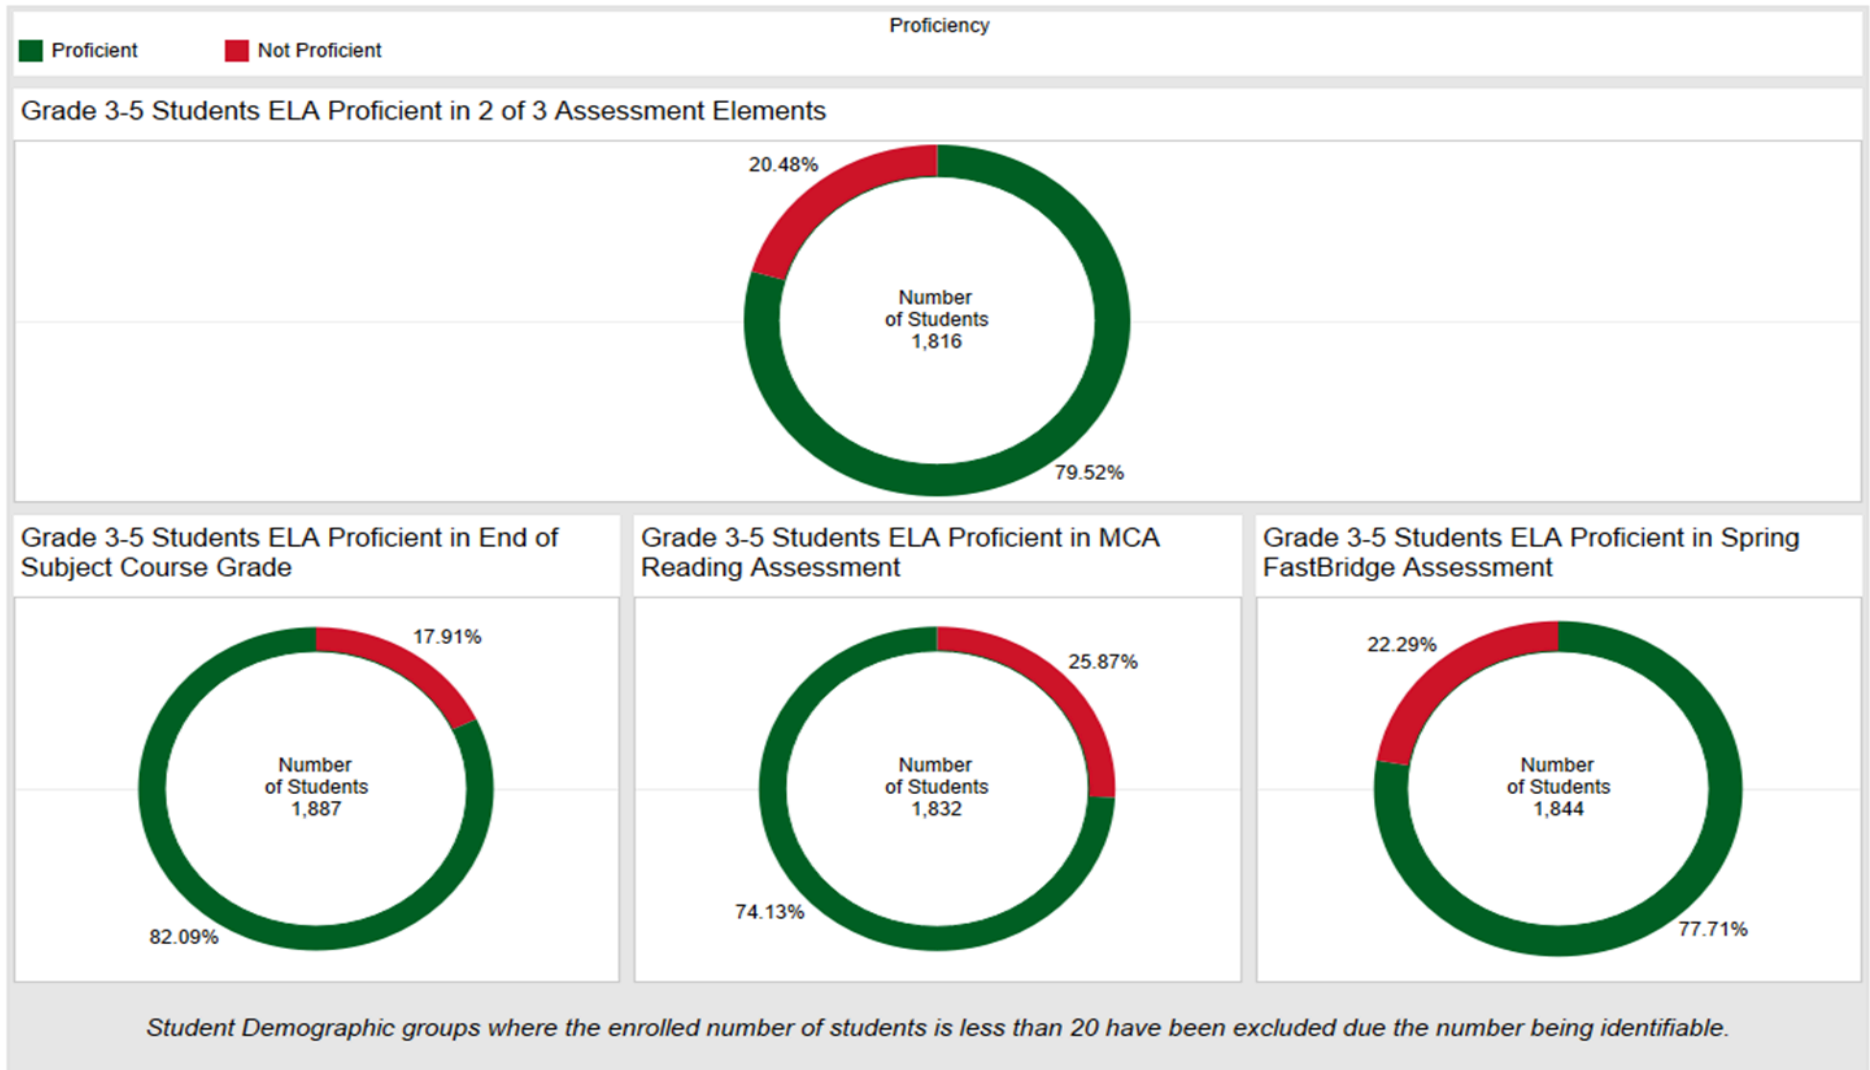 Proficiency
Proficient
Not Proficient
Grade 3-5 Students ELA Proficient in 2 of 3 Assessment Elements
20.48%
Number
of Students
1,816
79.52%
Grade 3-5 Students ELA Proficient in End of
Subject Course Grade
17.91%
Number
of Students
1,887
82.09%
Grade 3-5 Students ELA Proficient in MCA
Reading Assessment
25.87%
Number
of Students
1,832
74.13%
Grade 3-5 Students ELA Proficient in Spring
FastBridge Assessment
22.29%
Number
of Students
1,844
77.71%
Student Demographic groups where the enrolled number of students is less than 20 have been excluded due the number being identifiable.